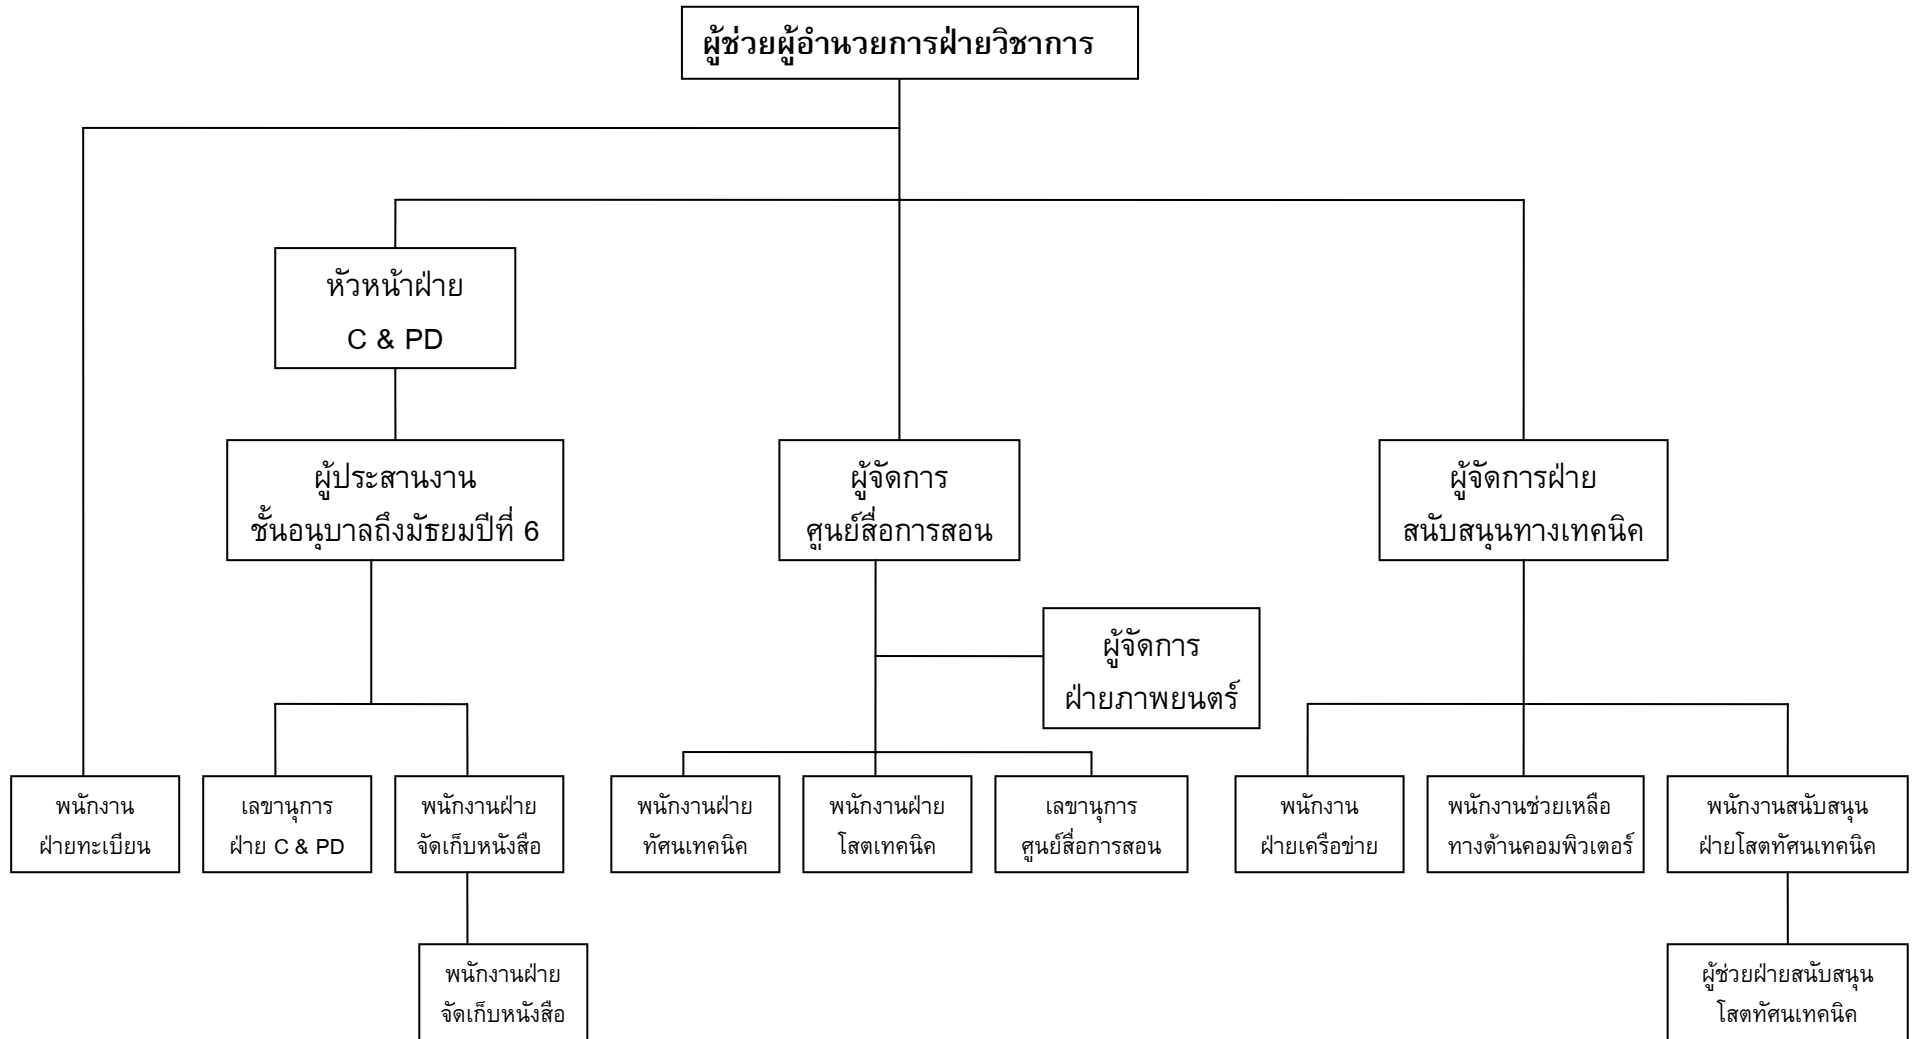 ผู้ช่วยผู้อำนวยการฝ่ายวิชาการ
หัวหน้าฝ่าย
C & PD
ผู้ประสานงาน
ชั้นอนุบาลถึงมัธยมปีที่ 6
ผู้จัดการ
ศูนย์สื่อการสอน
ผู้จัดการฝ่าย
สนับสนุนทางเทคนิค
ผู้จัดการ
ฝ่ายภาพยนตร์
พนักงาน
ฝ่ายทะเบียน
เลขานุการ
ฝ่าย C & PD
พนักงานฝ่าย
จัดเก็บหนังสือ
พนักงานฝ่าย
ทัศนเทคนิค
พนักงานฝ่าย
โสตเทคนิค
เลขานุการ
ศูนย์สื่อการสอน
พนักงาน
ฝ่ายเครือข่าย
พนักงานช่วยเหลือ
ทางด้านคอมพิวเตอร์
พนักงานสนับสนุน
ฝ่ายโสตทัศนเทคนิค
พนักงานฝ่าย
จัดเก็บหนังสือ
ผู้ช่วยฝ่ายสนับสนุน
โสตทัศนเทคนิค